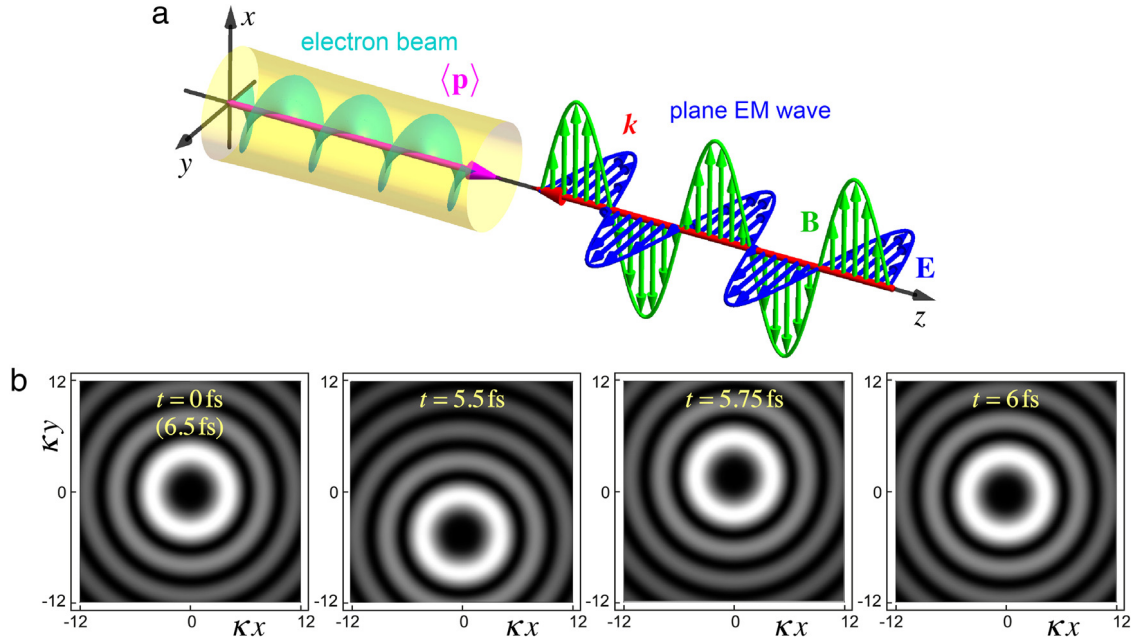 a
x
y
electron beam
⟨p⟩
k
plane EM wave
B
E
z
b
t = 0 fs
(6.5 fs)
t = 5.5 fs
t = 5.75 fs
t = 6 fs
κy
12
0
-12
-12 0 12
κx
12
0
-12
-12 0 12
κx
12
0
-12
-12 0 12
κx
12
0
-12
-12 0 12
κx